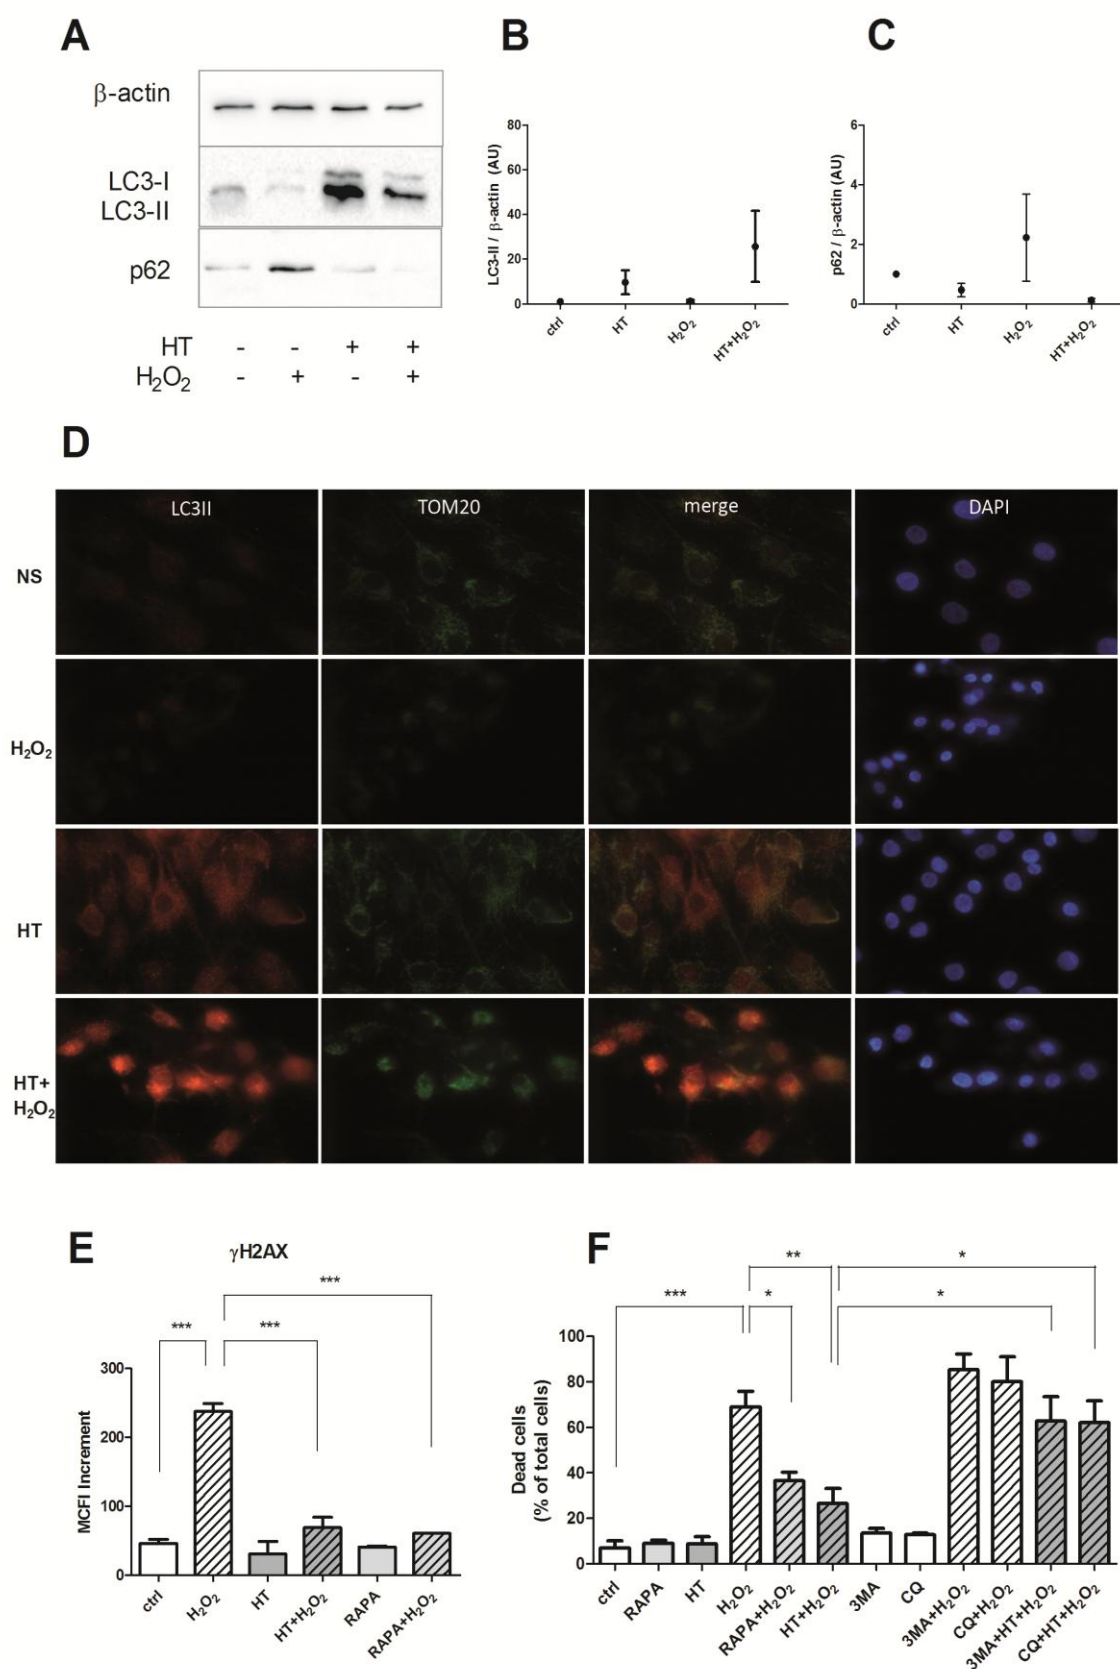 A
β-actin
LC3-I
LC3-II
p62
HT - - + +
H₂O₂ - + - +
B
LC3-II / β-actin (AU)
80
60
40
20
0
ctrl
HT
H₂O₂
HT+H₂O₂
C
p62 / β-actin (AU)
6
4
2
0
ctrl
HT
H₂O₂
HT+H₂O₂
D
LC3II TOM20 merge DAPI
NS
H₂O₂
HT
HT+
H₂O₂
E
γH2AX
***
*** ***
MCFI Increment
300
200
100
0
ctrl
H₂O₂
HT
HT+H₂O₂
RAPA
RAPA+H₂O₂
F
** *
*** * *
Dead cells
(% of total cells)
100
80
60
40
20
0
ctrl
RAPA
HT
H₂O₂
RAPA+H₂O₂
HT+H₂O₂
3MA
CQ
3MA+H₂O₂
CQ+H₂O₂
3MA+HT+H₂O₂
CQ+HT+H₂O₂